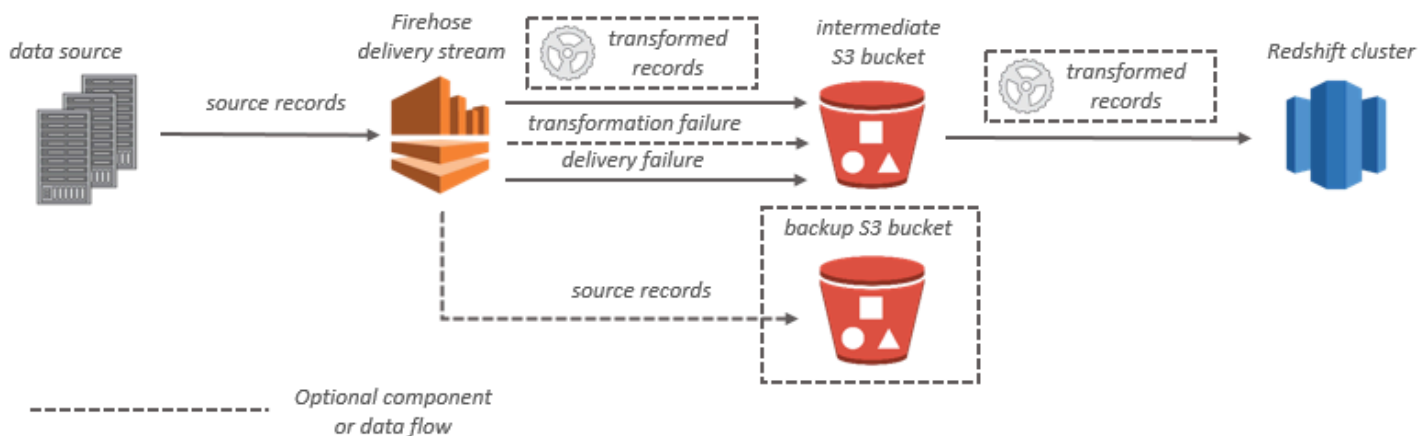 data source
source records
Firehose
delivery stream
transformed
records
transformation failure
delivery failure
intermediate
S3 bucket
transformed
records
Redshift cluster
source records
backup S3 bucket
Optional component
or data flow